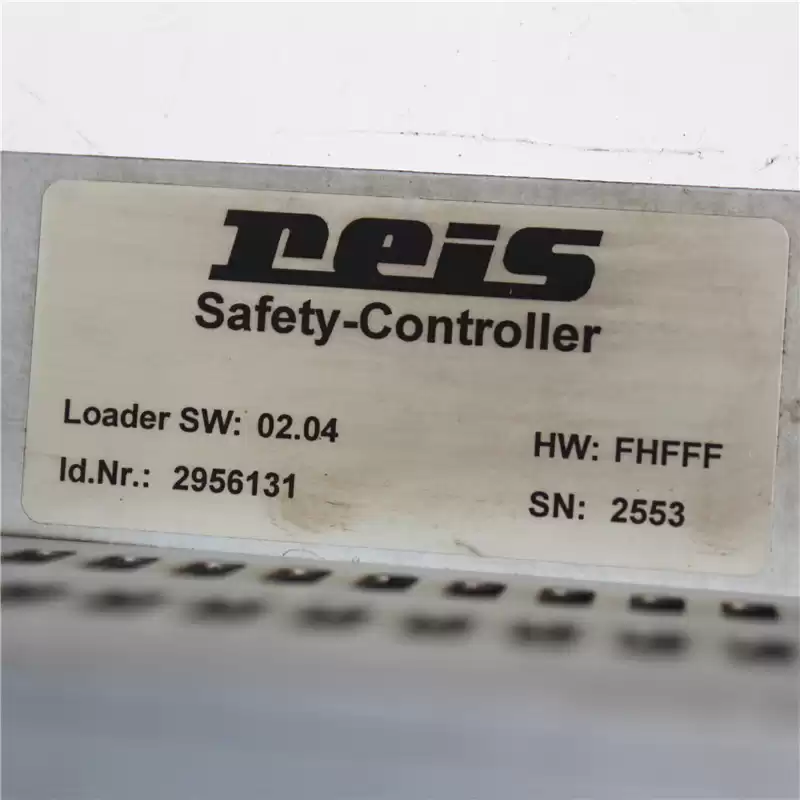 reis
Safety-Controller
Loader SW: 02.04
HW: FHFFF
Id.Nr.: 2956131
SN: 2553